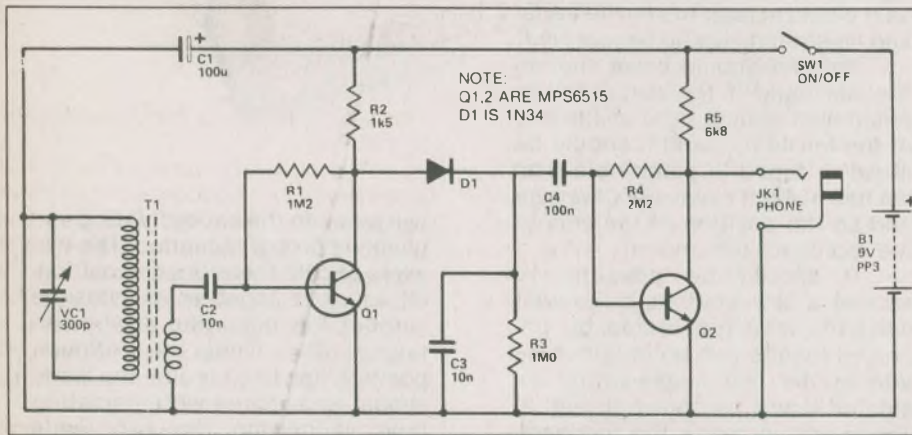 C1
100u
+
SW1
ON/OFF
NOTE:
Q1,2 ARE MPS6515
D1 IS 1N34
R2
1k5
R5
6k8
R1
1M2
D1
C4
100n
R4
2M2
JK1
PHONE
B1
9V
PP3
T1
C2
10n
Q1
VC1
300p
C3
10n
R3
1M0
Q2